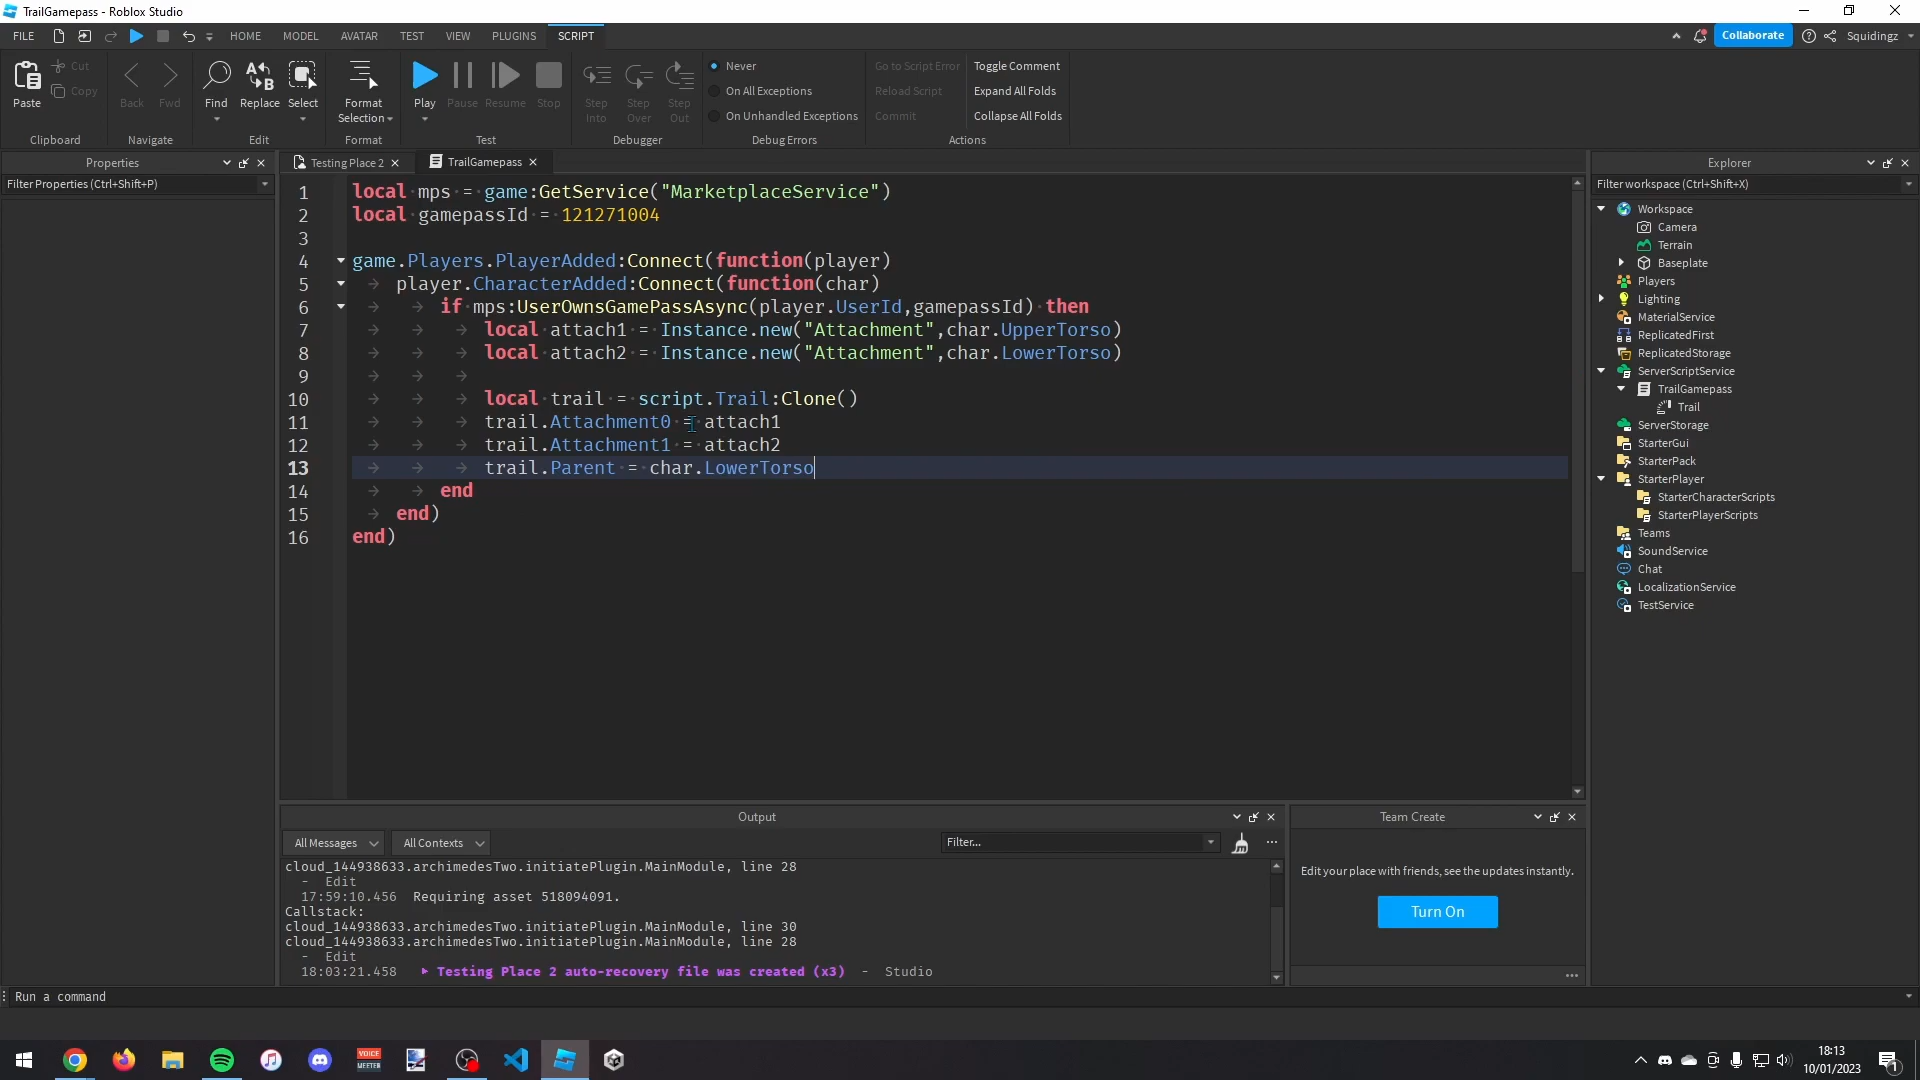 TrailGamepass - Roblox Studio
FILE
HOME
MODEL
AVATAR
TEST
VIEW
PLUGINS
SCRIPT
Collaborate
Squidingz
Paste
Cut
Copy
Clipboard
Back
Fwd
Navigate
Find
Replace
Select
Edit
Format
Selection
Format
Play
Pause
Resume
Stop
Test
Step
Into
Step
Over
Step
Out
Debugger
Never
On All Exceptions
On Unhandled Exceptions
Debug Errors
Go to Script Error
Reload Script
Commit
Toggle Comment
Expand All Folds
Collapse All Folds
Actions
Properties
Filter Properties (Ctrl+Shift+P)
Testing Place 2
TrailGamepass
1 local mps = game:GetService("MarketplaceService")
2 local gamepassId = 121271004
3
4 game.Players.PlayerAdded:Connect(function(player)
5 player.CharacterAdded:Connect(function(char)
6 if mps:UserOwnsGamePassAsync(player.UserId,gamepassId) then
7 local attach1 = Instance.new("Attachment",char.UpperTorso)
8 local attach2 = Instance.new("Attachment",char.LowerTorso)
9
10 local trail = script.Trail:Clone()
11 trail.Attachment0 = attach1
12 trail.Attachment1 = attach2
13 trail.Parent = char.LowerTorso
14 end
15 end)
16 end)
Explorer
Filter workspace (Ctrl+Shift+X)
Workspace
Camera
Terrain
Baseplate
Players
Lighting
MaterialService
ReplicatedFirst
ReplicatedStorage
ServerScriptService
TrailGamepass
Trail
ServerStorage
StarterGui
StarterPack
StarterPlayer
StarterCharacterScripts
StarterPlayerScripts
Teams
SoundService
Chat
LocalizationService
TestService
Output
All Messages
All Contexts
Filter...
cloud_144938633.archimedesTwo.initiatePlugin.MainModule, line 28
- Edit
17:59:10.456 Requiring asset 518094091.
Callstack:
cloud_144938633.archimedesTwo.initiatePlugin.MainModule, line 30
cloud_144938633.archimedesTwo.initiatePlugin.MainModule, line 28
- Edit
18:03:21.458 ▶ Testing Place 2 auto-recovery file was created (x3) - Studio
Team Create
Edit your place with friends, see the updates instantly.
Turn On
Run a command
VOICE
MEETER
18:13
10/01/2023
1